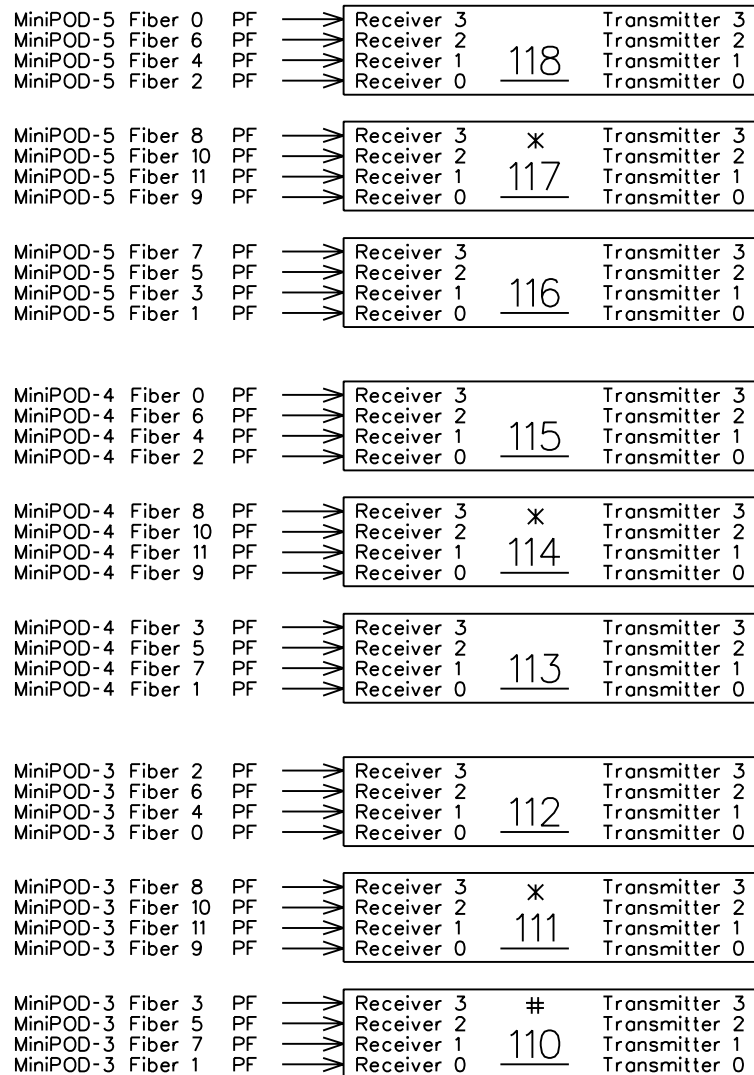 MiniPOD-5 Fiber 0 PF Receiver 3 Transmitter 3
MiniPOD-5 Fiber 6 PF Receiver 2 Transmitter 2
MiniPOD-5 Fiber 4 PF Receiver 1 118 Transmitter 1
MiniPOD-5 Fiber 2 PF Receiver 0 Transmitter 0
MiniPOD-5 Fiber 8 PF Receiver 3 * Transmitter 3
MiniPOD-5 Fiber 10 PF Receiver 2 Transmitter 2
MiniPOD-5 Fiber 11 PF Receiver 1 117 Transmitter 1
MiniPOD-5 Fiber 9 PF Receiver 0 Transmitter 0
MiniPOD-5 Fiber 7 PF Receiver 3 Transmitter 3
MiniPOD-5 Fiber 5 PF Receiver 2 Transmitter 2
MiniPOD-5 Fiber 3 PF Receiver 1 116 Transmitter 1
MiniPOD-5 Fiber 1 PF Receiver 0 Transmitter 0
MiniPOD-4 Fiber 0 PF Receiver 3 Transmitter 3
MiniPOD-4 Fiber 6 PF Receiver 2 Transmitter 2
MiniPOD-4 Fiber 4 PF Receiver 1 115 Transmitter 1
MiniPOD-4 Fiber 2 PF Receiver 0 Transmitter 0
MiniPOD-4 Fiber 8 PF Receiver 3 * Transmitter 3
MiniPOD-4 Fiber 10 PF Receiver 2 Transmitter 2
MiniPOD-4 Fiber 11 PF Receiver 1 114 Transmitter 1
MiniPOD-4 Fiber 9 PF Receiver 0 Transmitter 0
MiniPOD-4 Fiber 3 PF Receiver 3 Transmitter 3
MiniPOD-4 Fiber 5 PF Receiver 2 Transmitter 2
MiniPOD-4 Fiber 7 PF Receiver 1 113 Transmitter 1
MiniPOD-4 Fiber 1 PF Receiver 0 Transmitter 0
MiniPOD-3 Fiber 2 PF Receiver 3 Transmitter 3
MiniPOD-3 Fiber 6 PF Receiver 2 Transmitter 2
MiniPOD-3 Fiber 4 PF Receiver 1 112 Transmitter 1
MiniPOD-3 Fiber 0 PF Receiver 0 Transmitter 0
MiniPOD-3 Fiber 8 PF Receiver 3 * Transmitter 3
MiniPOD-3 Fiber 10 PF Receiver 2 Transmitter 2
MiniPOD-3 Fiber 11 PF Receiver 1 111 Transmitter 1
MiniPOD-3 Fiber 9 PF Receiver 0 Transmitter 0
MiniPOD-3 Fiber 3 PF Receiver 3 # Transmitter 3
MiniPOD-3 Fiber 5 PF Receiver 2 Transmitter 2
MiniPOD-3 Fiber 7 PF Receiver 1 110 Transmitter 1
MiniPOD-3 Fiber 1 PF Receiver 0 Transmitter 0